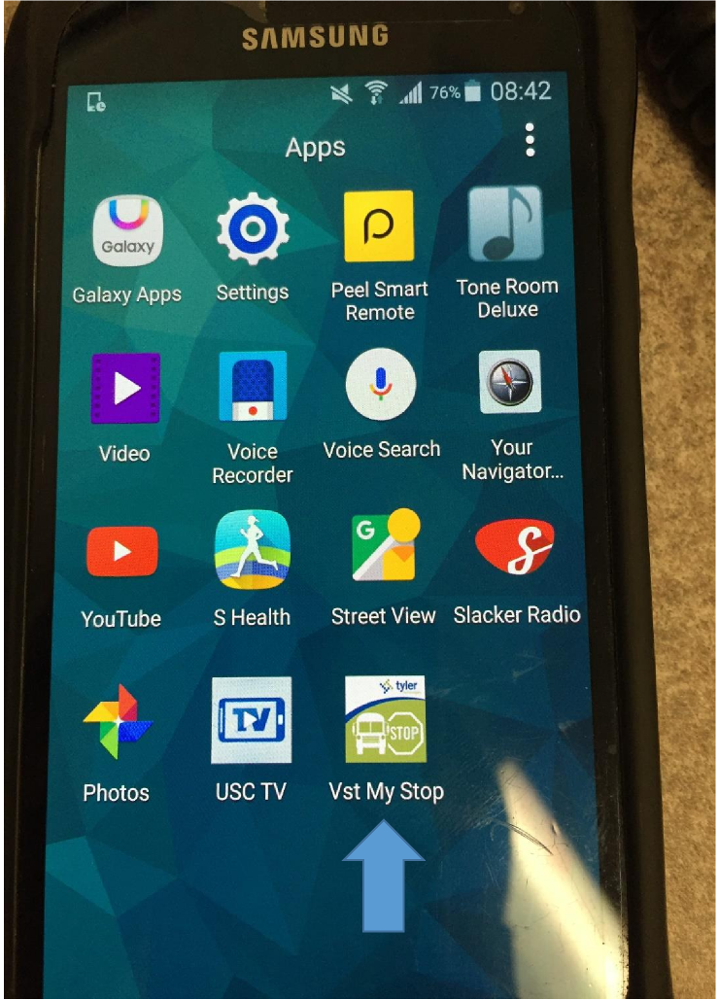 SAMSUNG
76% 08:42
Apps
Galaxy
Galaxy Apps
Settings
Peel Smart
Remote
Tone Room
Deluxe
Video
Voice
Recorder
Voice Search
Your
Navigator...
G
YouTube
S Health
Street View
Slacker Radio
tyler
TV
STOP
Photos
USC TV
Vst My Stop